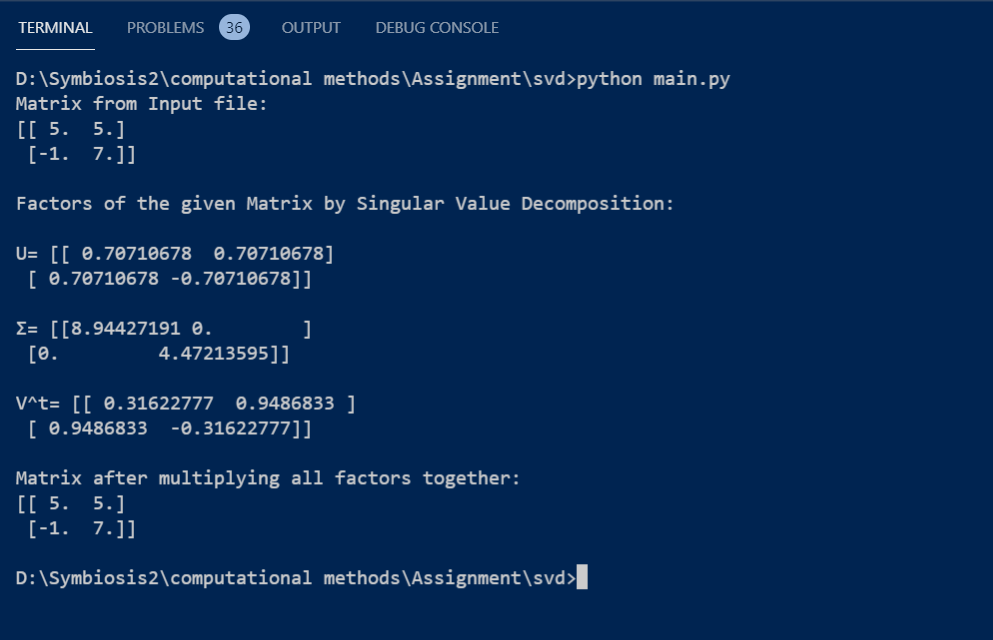 TERMINAL PROBLEMS 36 OUTPUT DEBUG CONSOLE
D:\Symbiosis2\computational methods\Assignment\svd>python main.py
Matrix from Input file:
[[ 5.  5.]
 [-1.  7.]]
Factors of the given Matrix by Singular Value Decomposition:
U= [[ 0.70710678  0.70710678]
 [ 0.70710678 -0.70710678]]
Σ= [[8.94427191 0.        ]
 [0.         4.47213595]]
V^t= [[ 0.31622777  0.9486833 ]
 [ 0.9486833  -0.31622777]]
Matrix after multiplying all factors together:
[[ 5.  5.]
 [-1.  7.]]
D:\Symbiosis2\computational methods\Assignment\svd>